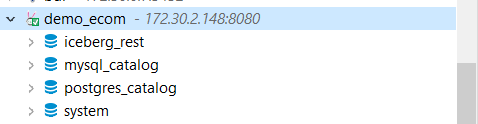 demo_ecom - 172.30.2.148:8080
iceberg_rest
mysql_catalog
postgres_catalog
system